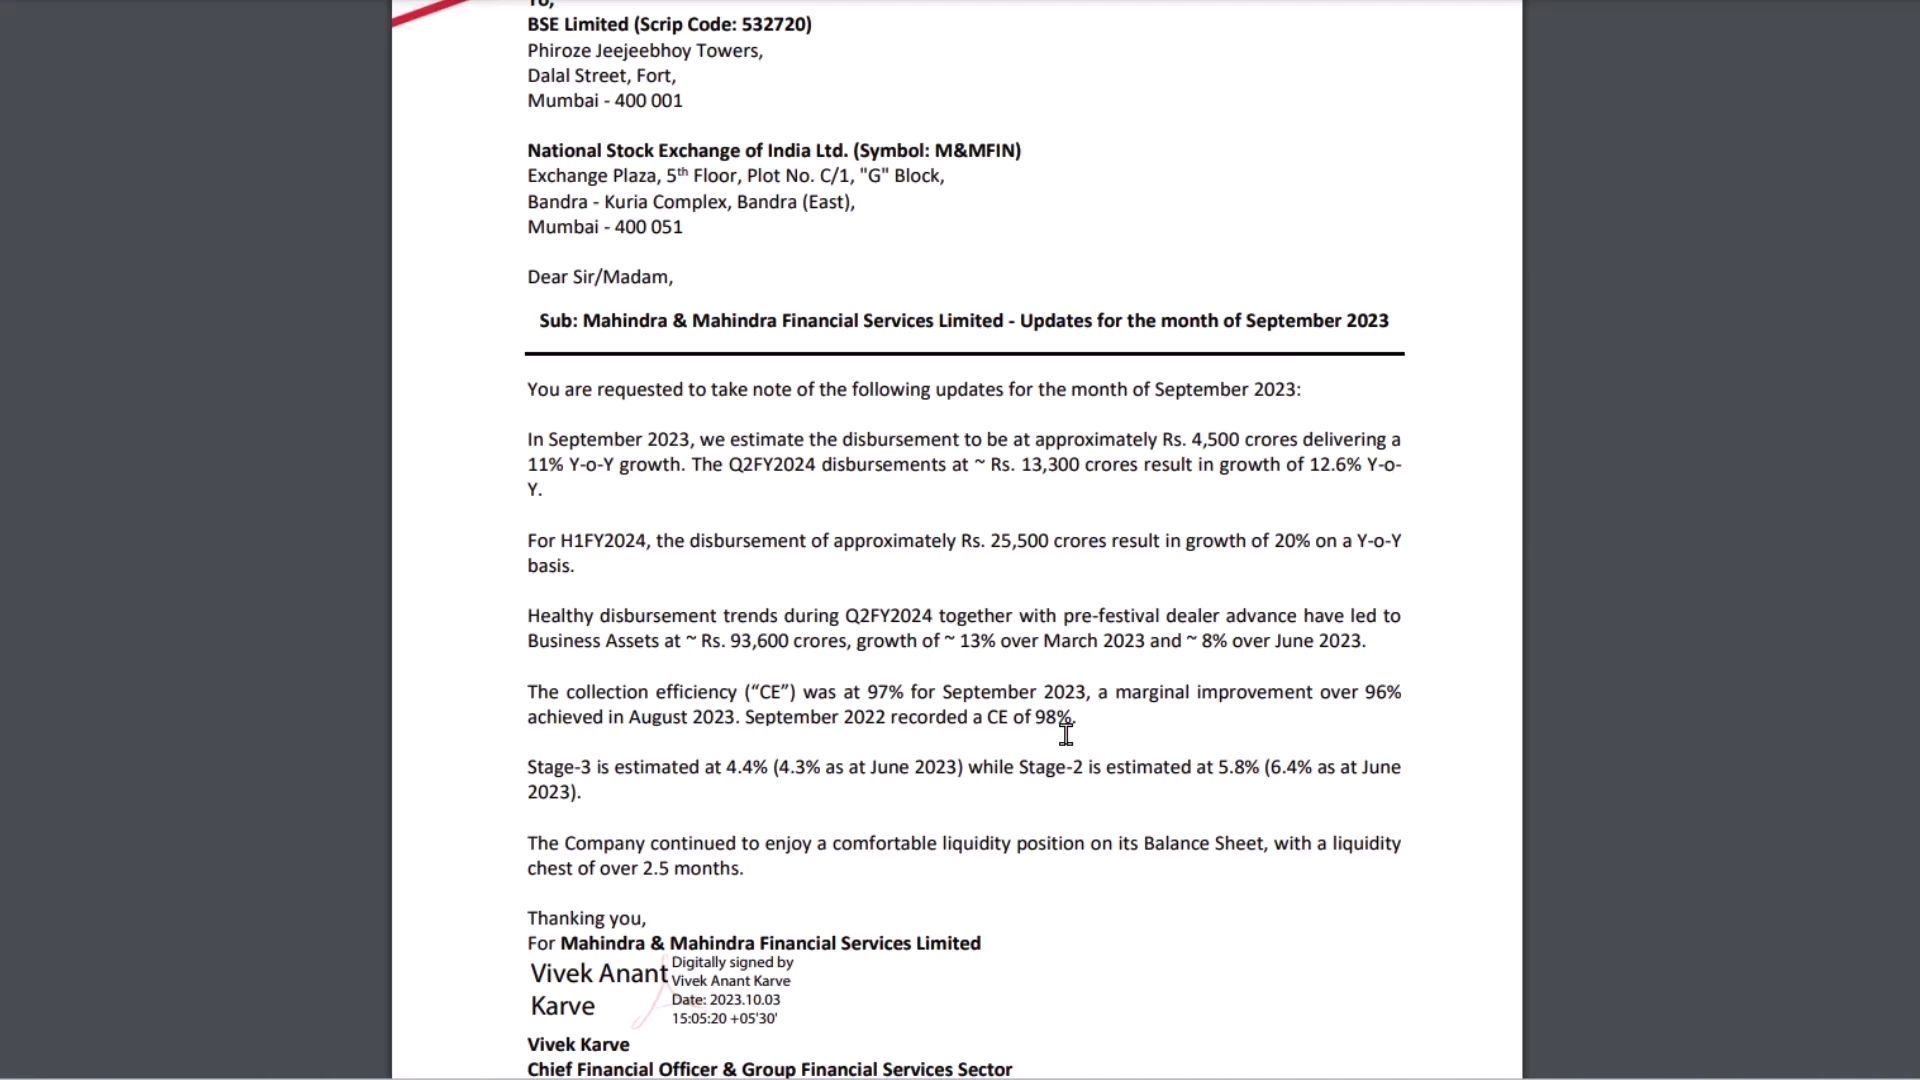 To,
BSE Limited (Scrip Code: 532720)
Phiroze Jeejeebhoy Towers,
Dalal Street, Fort,
Mumbai - 400 001
National Stock Exchange of India Ltd. (Symbol: M&MFIN)
Exchange Plaza, 5th Floor, Plot No. C/1, "G" Block,
Bandra - Kuria Complex, Bandra (East),
Mumbai - 400 051
Dear Sir/Madam,
Sub: Mahindra & Mahindra Financial Services Limited - Updates for the month of September 2023
You are requested to take note of the following updates for the month of September 2023:
In September 2023, we estimate the disbursement to be at approximately Rs. 4,500 crores delivering a
11% Y-o-Y growth. The Q2FY2024 disbursements at ~ Rs. 13,300 crores result in growth of 12.6% Y-o-
Y.
For H1FY2024, the disbursement of approximately Rs. 25,500 crores result in growth of 20% on a Y-o-Y
basis.
Healthy disbursement trends during Q2FY2024 together with pre-festival dealer advance have led to
Business Assets at ~ Rs. 93,600 crores, growth of ~ 13% over March 2023 and ~ 8% over June 2023.
The collection efficiency (“CE”) was at 97% for September 2023, a marginal improvement over 96%
achieved in August 2023. September 2022 recorded a CE of 98%.
Stage-3 is estimated at 4.4% (4.3% as at June 2023) while Stage-2 is estimated at 5.8% (6.4% as at June
2023).
The Company continued to enjoy a comfortable liquidity position on its Balance Sheet, with a liquidity
chest of over 2.5 months.
Thanking you,
For Mahindra & Mahindra Financial Services Limited
Vivek Anant
Karve
Digitally signed by
Vivek Anant Karve
Date: 2023.10.03
15:05:20 +05'30'
Vivek Karve
Chief Financial Officer & Group Financial Services Sector